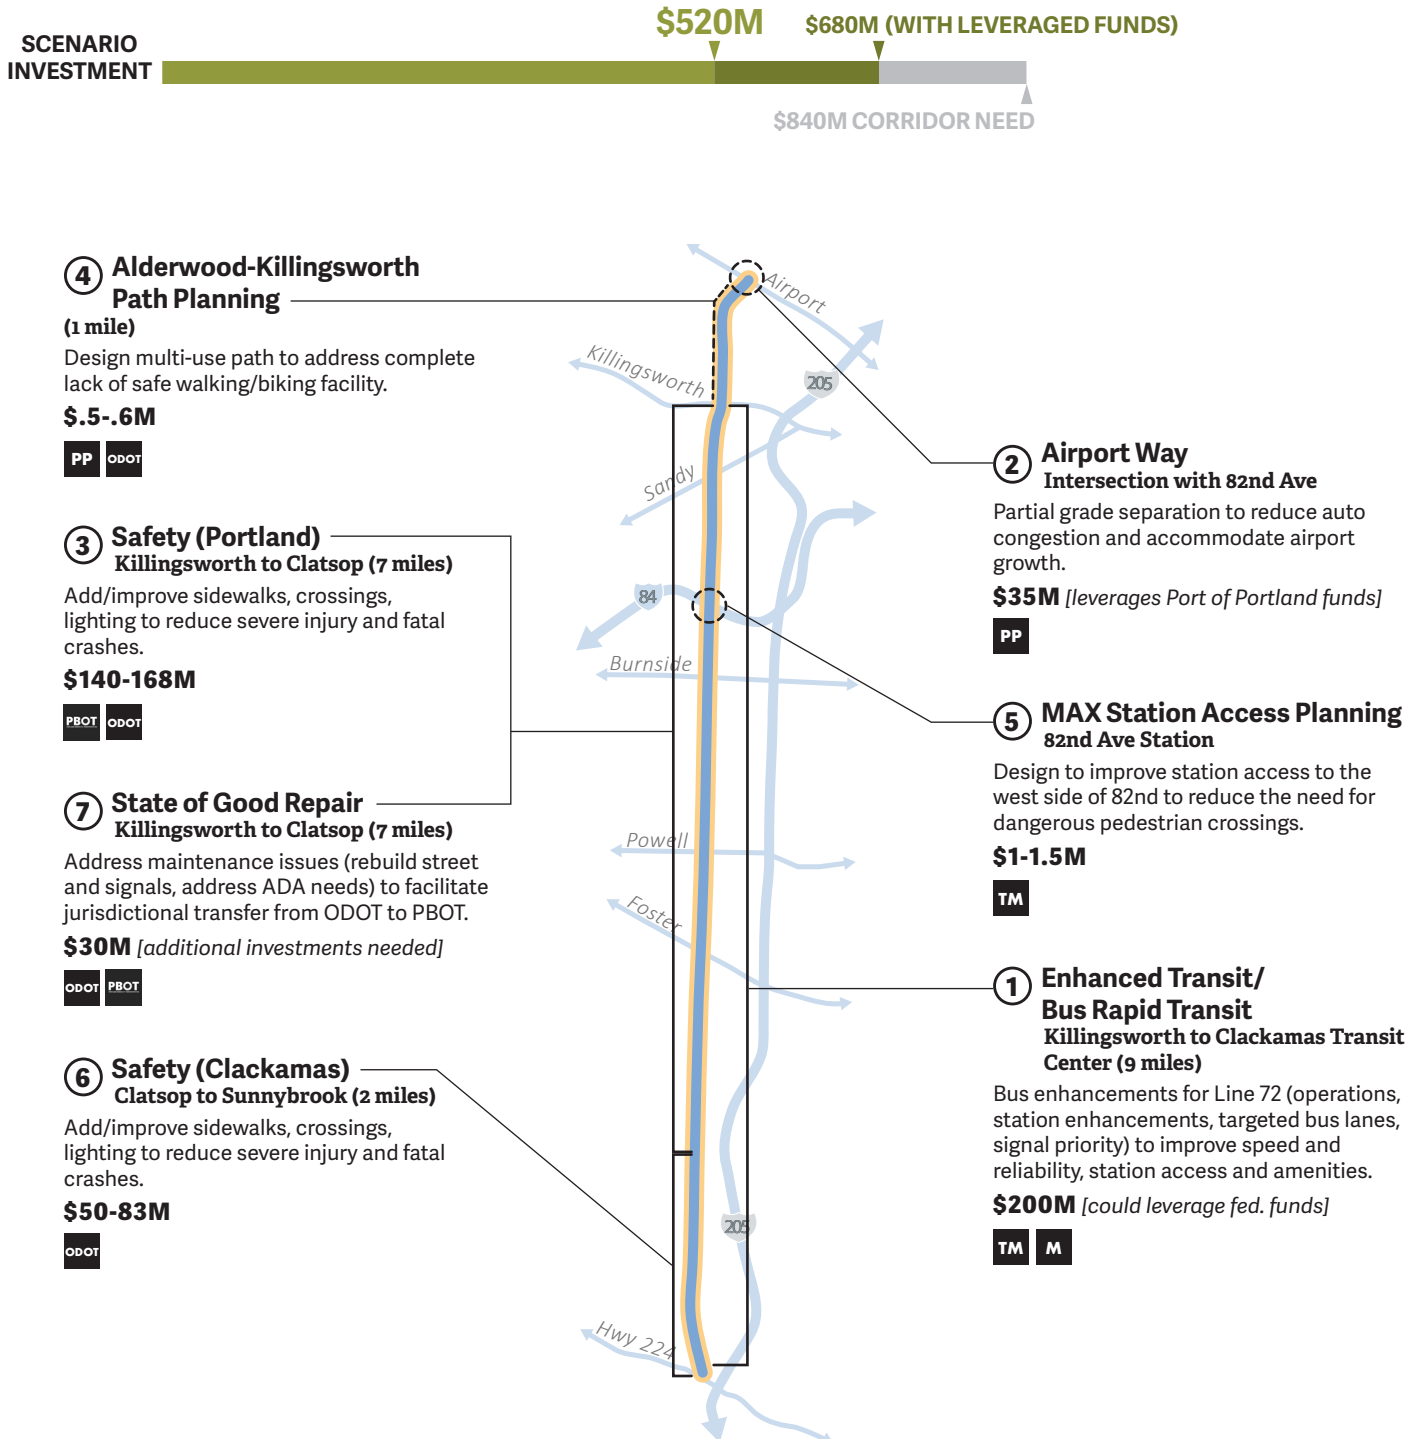 SCENARIO
INVESTMENT
$520M
$680M (WITH LEVERAGED FUNDS)
$840M CORRIDOR NEED
4 Alderwood-Killingsworth
Path Planning
(1 mile)
Design multi-use path to address complete
lack of safe walking/biking facility.
$.5-.6M
PP ODOT
3 Safety (Portland)
Killingsworth to Clatsop (7 miles)
Add/improve sidewalks, crossings,
lighting to reduce severe injury and fatal
crashes.
$140-168M
PBOT ODOT
7 State of Good Repair
Killingsworth to Clatsop (7 miles)
Address maintenance issues (rebuild street
and signals, address ADA needs) to facilitate
jurisdictional transfer from ODOT to PBOT.
$30M [additional investments needed]
ODOT PBOT
6 Safety (Clackamas)
Clatsop to Sunnybrook (2 miles)
Add/improve sidewalks, crossings,
lighting to reduce severe injury and fatal
crashes.
$50-83M
ODOT
Airport
Killingsworth
205
Sandy
84
Burnside
Powell
Foster
205
Hwy 224
2 Airport Way
Intersection with 82nd Ave
Partial grade separation to reduce auto
congestion and accommodate airport
growth.
$35M [leverages Port of Portland funds]
PP
5 MAX Station Access Planning
82nd Ave Station
Design to improve station access to the
west side of 82nd to reduce the need for
dangerous pedestrian crossings.
$1-1.5M
TM
1 Enhanced Transit/
Bus Rapid Transit
Killingsworth to Clackamas Transit
Center (9 miles)
Bus enhancements for Line 72 (operations,
station enhancements, targeted bus lanes,
signal priority) to improve speed and
reliability, station access and amenities.
$200M [could leverage fed. funds]
TM M